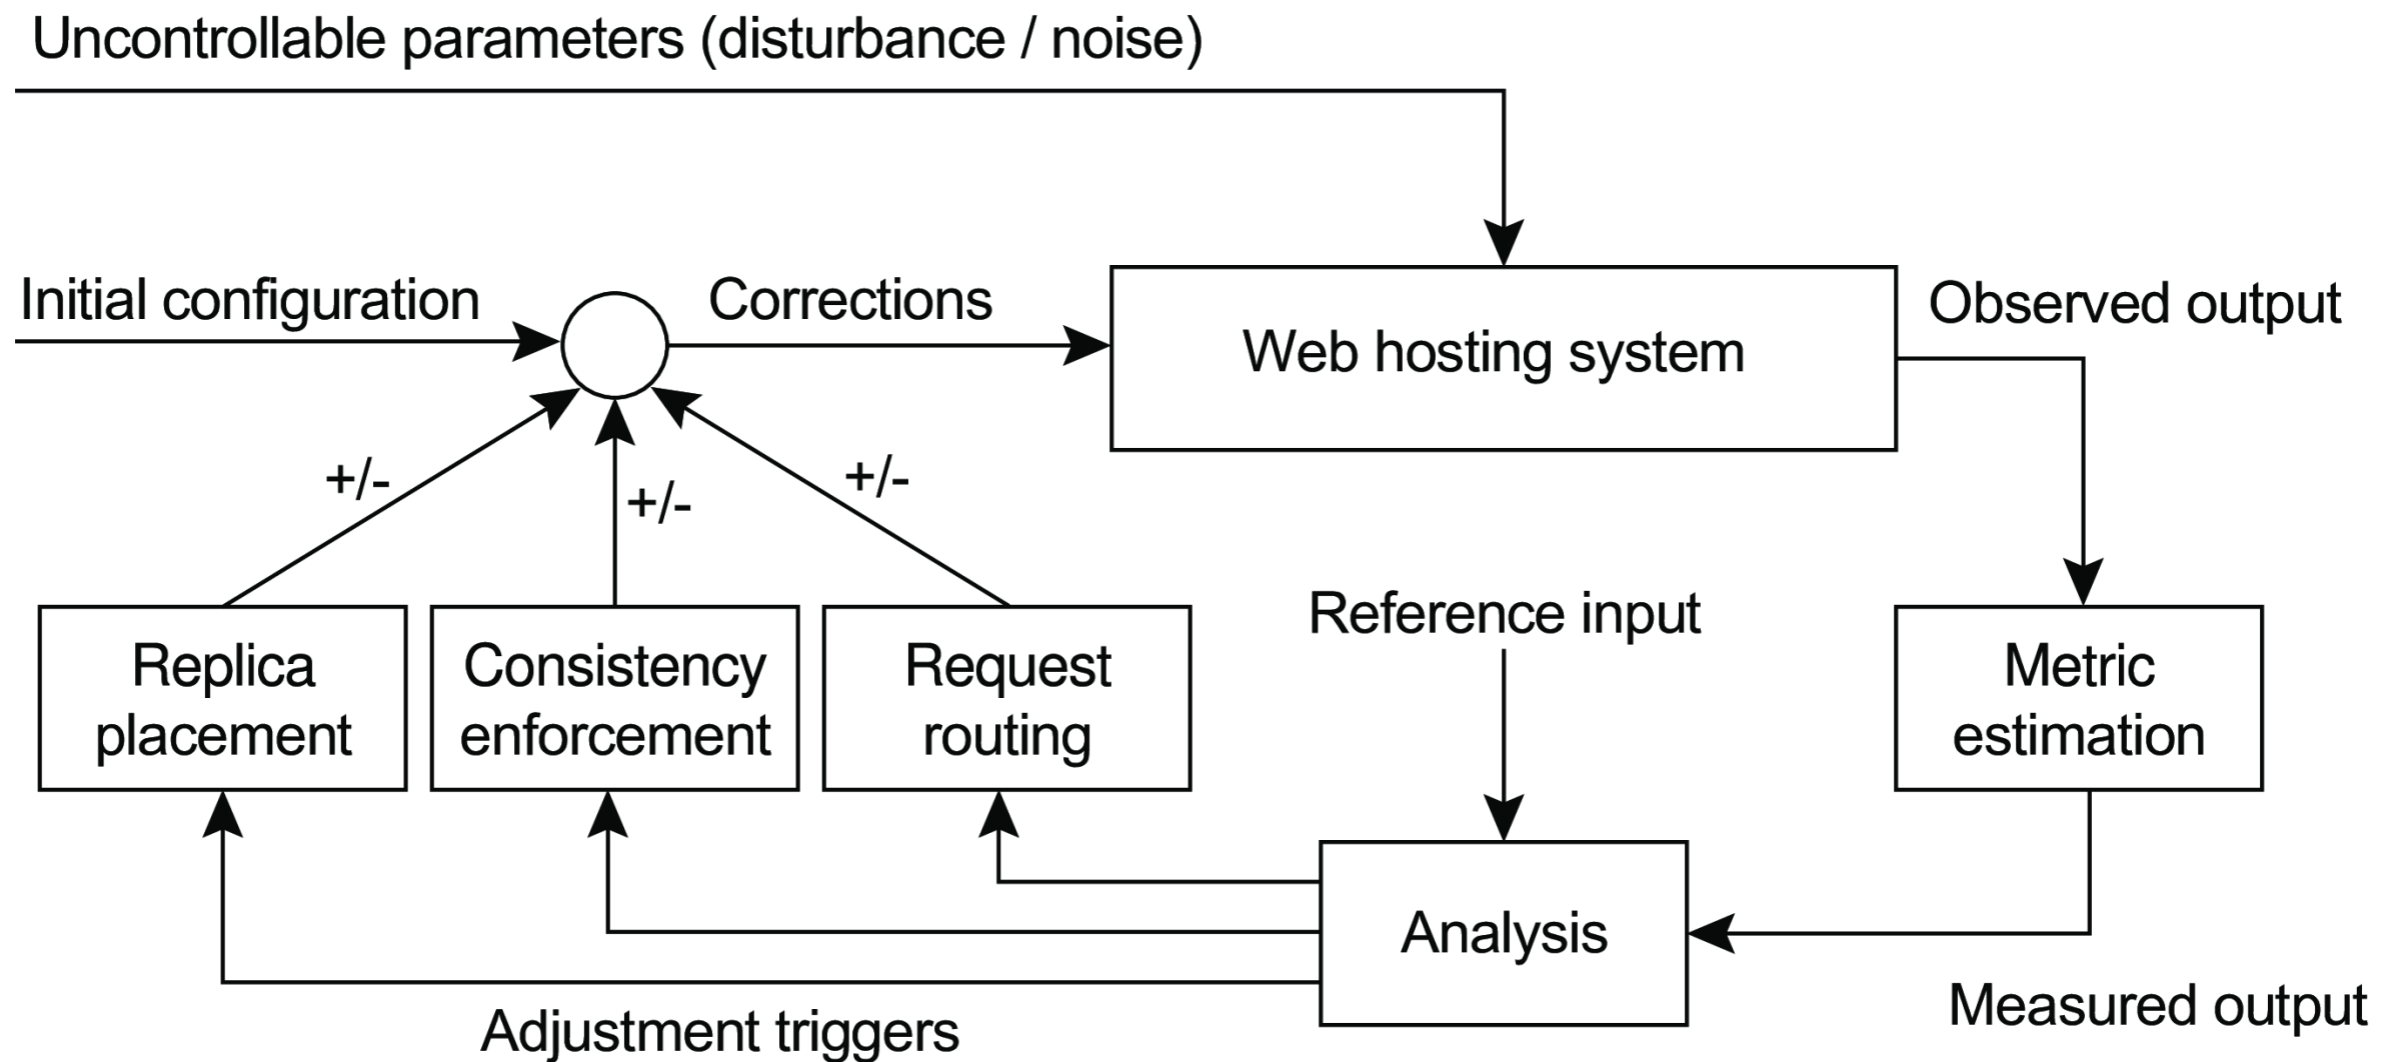 Uncontrollable parameters (disturbance / noise)
Initial configuration
Corrections
Web hosting system
Observed output
+/-
+/-
+/-
Reference input
Replica
placement
Consistency
enforcement
Request
routing
Metric
estimation
Analysis
Adjustment triggers
Measured output